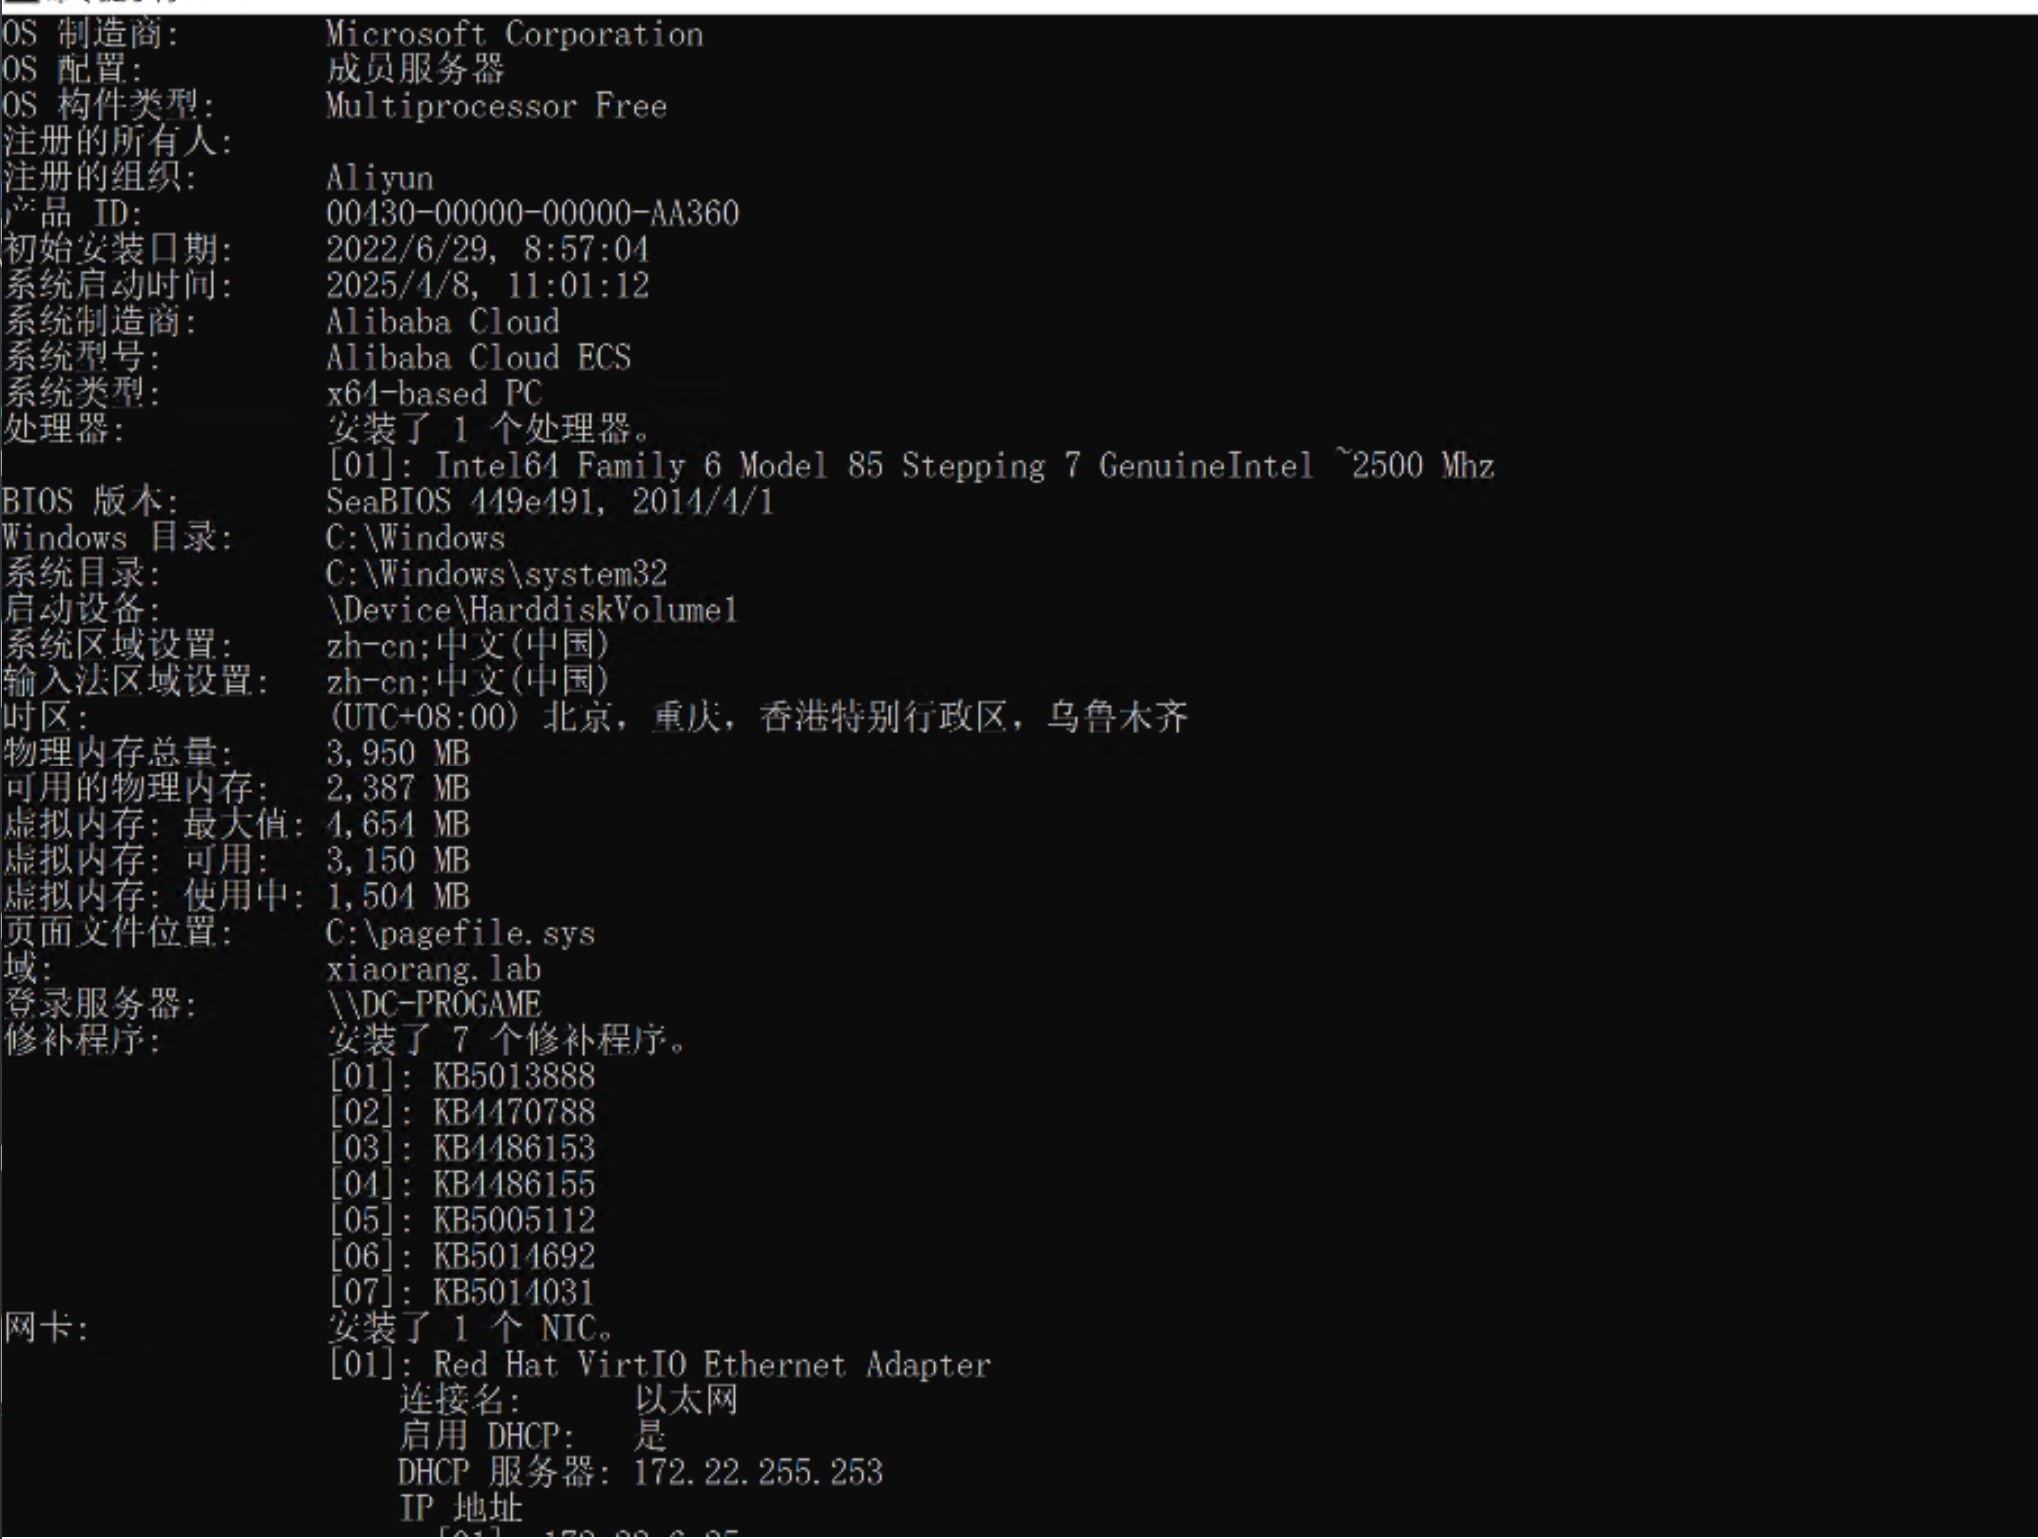 OS 制造商:         Microsoft Corporation
OS 配置:           成员服务器
OS 构件类型:       Multiprocessor Free
注册的所有人:
注册的组织:        Aliyun
产品 ID:           00430-00000-00000-AA360
初始安装日期:      2022/6/29, 8:57:04
系统启动时间:      2025/4/8, 11:01:12
系统制造商:        Alibaba Cloud
系统型号:          Alibaba Cloud ECS
系统类型:          x64-based PC
处理器:            安装了 1 个处理器。
[01]: Intel64 Family 6 Model 85 Stepping 7 GenuineIntel ~2500 Mhz
BIOS 版本:         SeaBIOS 449e491, 2014/4/1
Windows 目录:      C:\Windows
系统目录:          C:\Windows\system32
启动设备:          \Device\HarddiskVolume1
系统区域设置:      zh-cn;中文(中国)
输入法区域设置:    zh-cn;中文(中国)
时区:              (UTC+08:00) 北京，重庆，香港特别行政区，乌鲁木齐
物理内存总量:      3,950 MB
可用的物理内存:    2,387 MB
虚拟内存: 最大值:  4,654 MB
虚拟内存: 可用:    3,150 MB
虚拟内存: 使用中:  1,504 MB
页面文件位置:      C:\pagefile.sys
域:                xiaorang.lab
登录服务器:        \\DC-PROGAME
修补程序:          安装了 7 个修补程序。
[01]: KB5013888
[02]: KB4470788
[03]: KB4486153
[04]: KB4486155
[05]: KB5005112
[06]: KB5014692
[07]: KB5014031
网卡:              安装了 1 个 NIC。
[01]: Red Hat VirtIO Ethernet Adapter
连接名:      以太网
启用 DHCP:   是
DHCP 服务器: 172.22.255.253
IP 地址